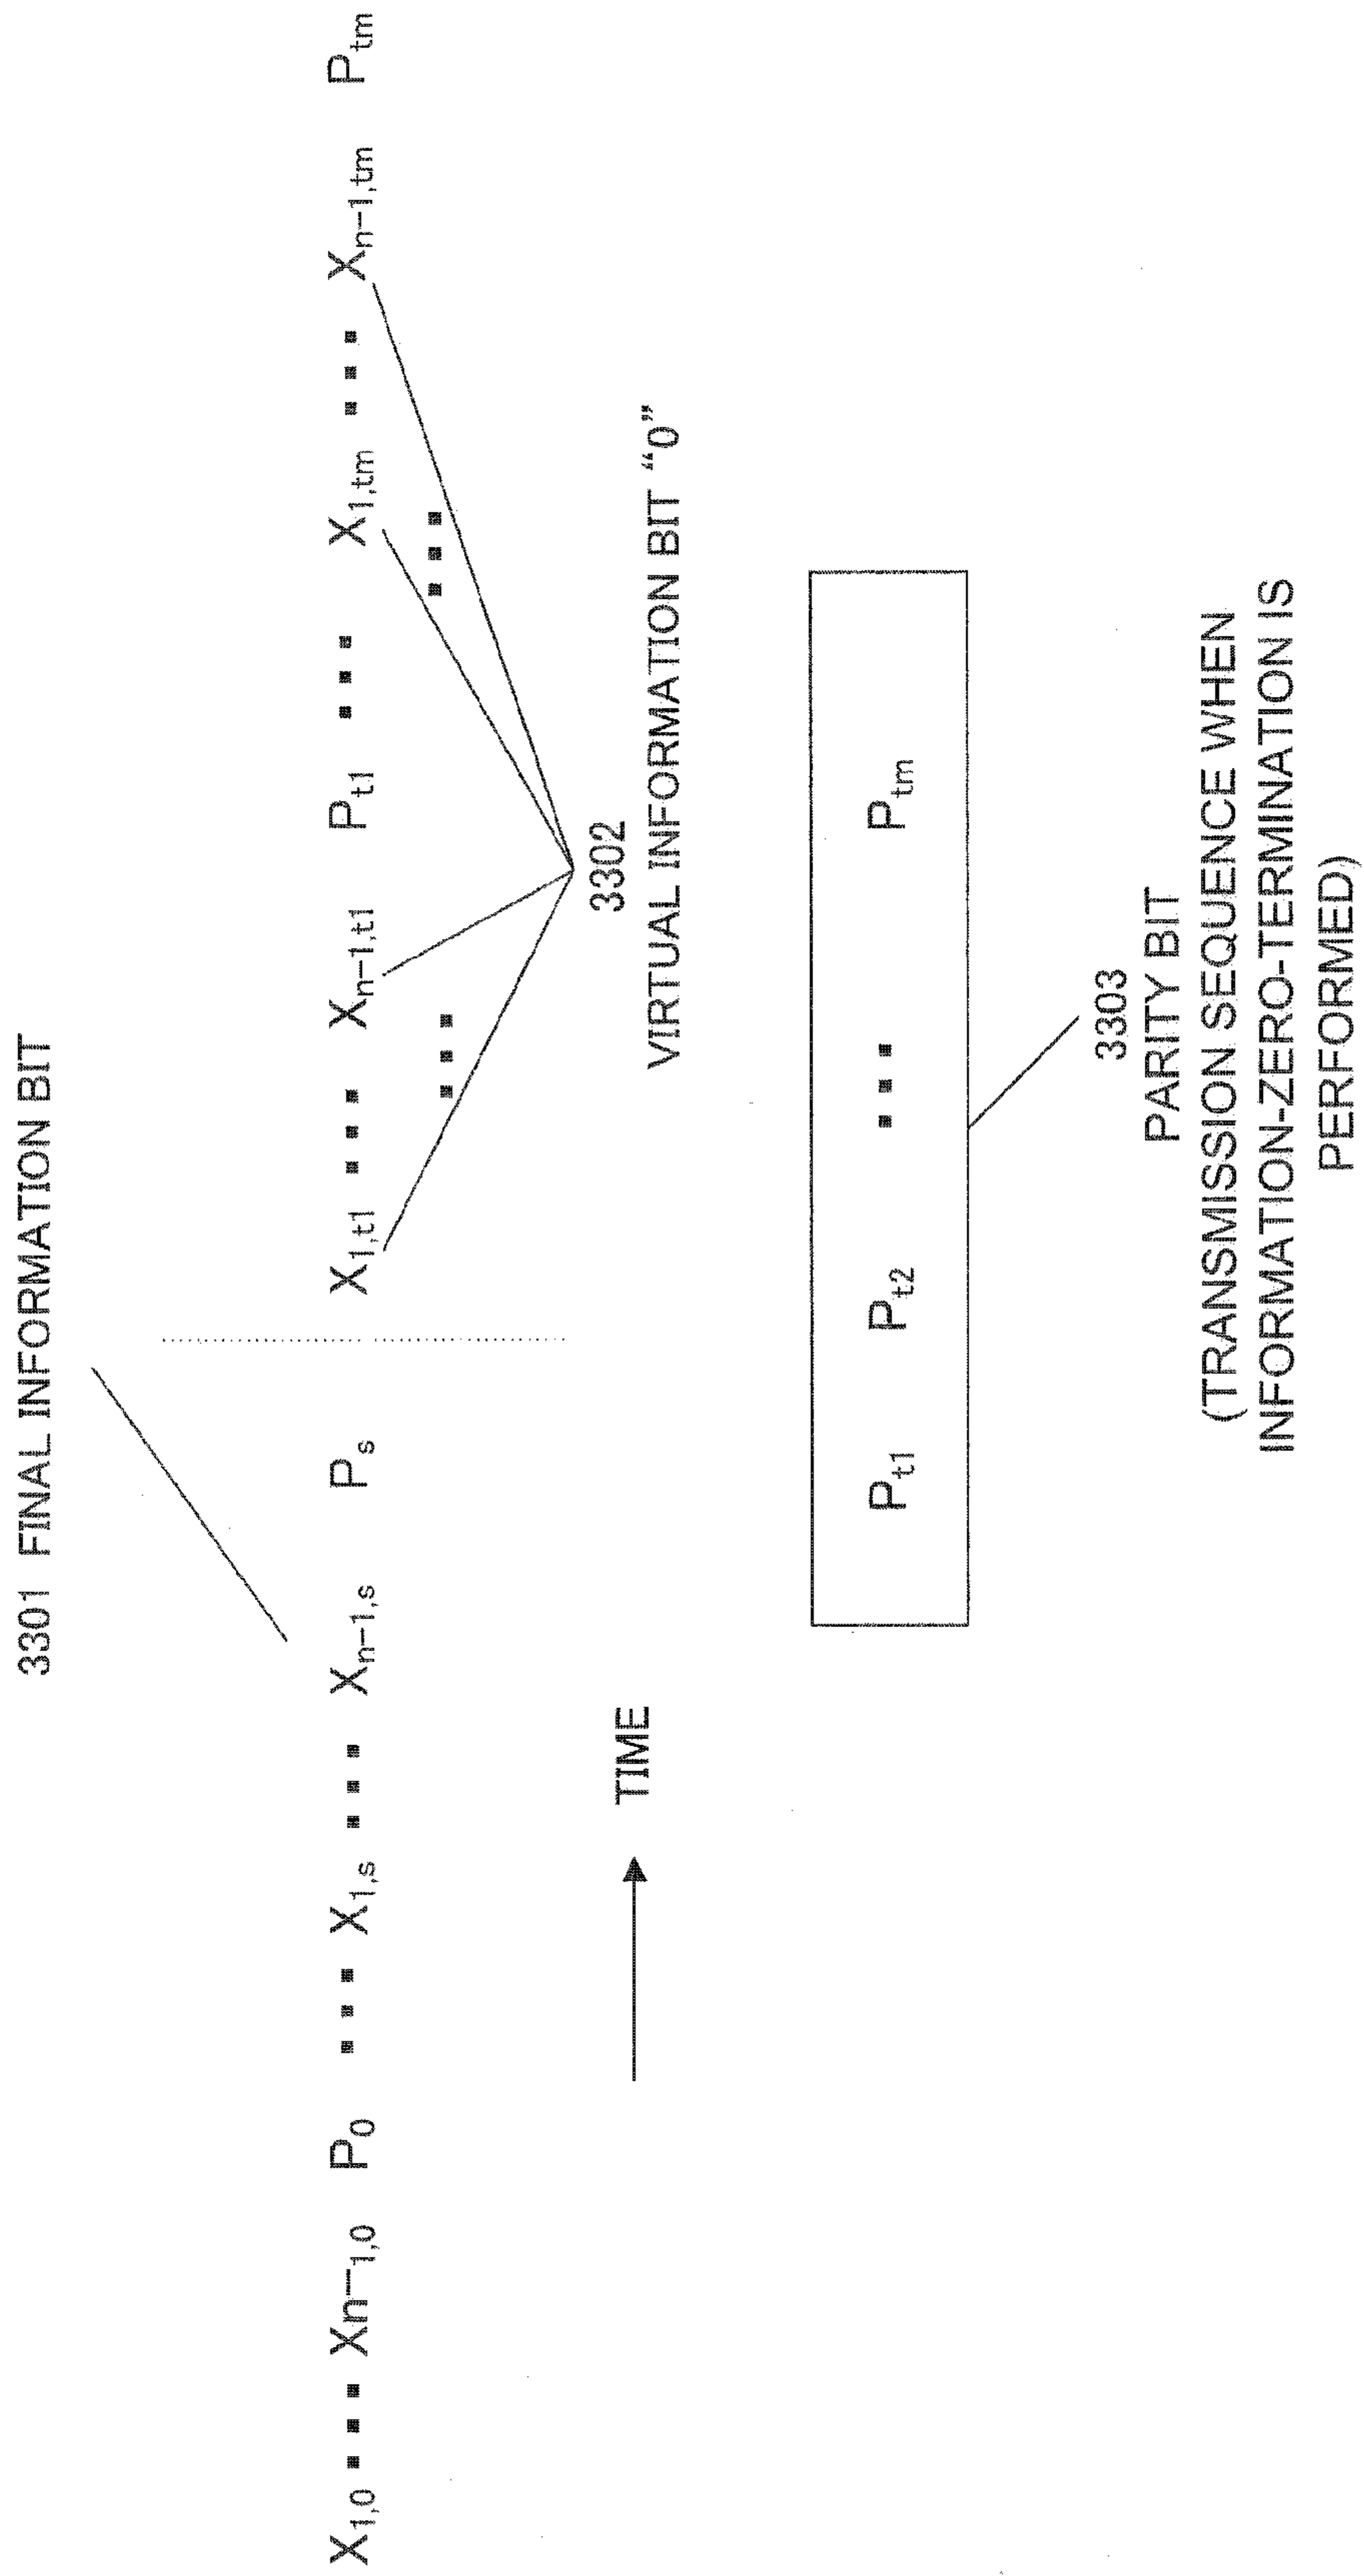 3301 FINAL INFORMATION BIT
X1,0 ▪▪▪ Xn-1,0 P0 ▪▪▪ X1,s ▪▪▪ Xn-1,s Ps X1,t1 ▪▪▪ Xn-1,t1 Pt1 ▪▪▪ X1,tm ▪▪▪ Xn-1,tm Ptm
▪▪▪ ▪▪▪
3302
TIME
VIRTUAL INFORMATION BIT “0”
Pt1 Pt2 ▪▪▪ Ptm
3303
PARITY BIT
(TRANSMISSION SEQUENCE WHEN
INFORMATION-ZERO-TERMINATION IS
PERFORMED)